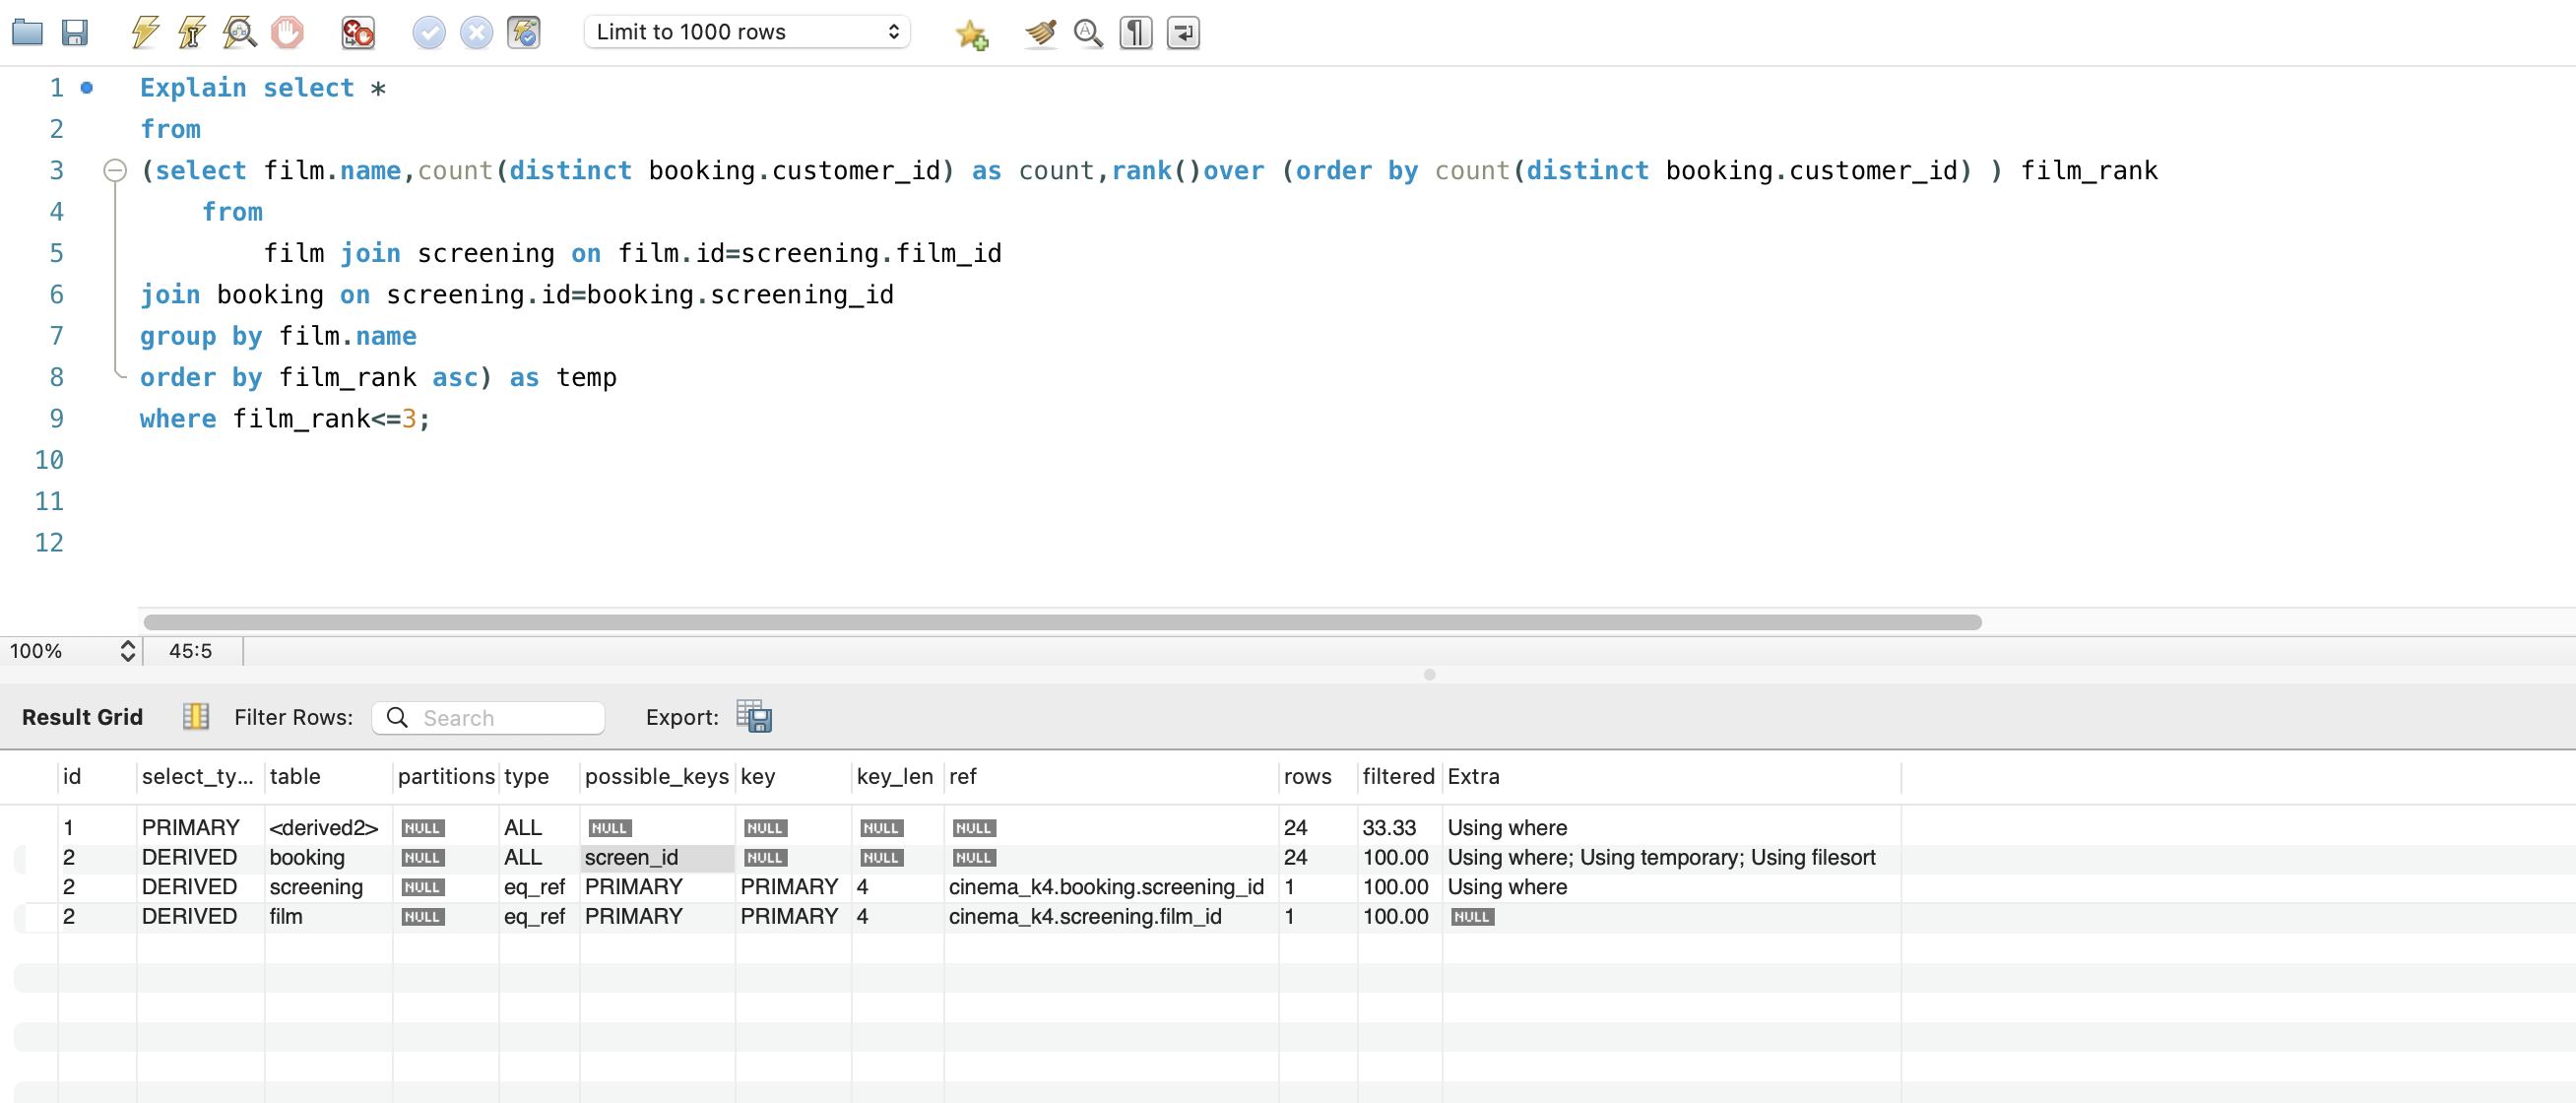 Limit to 1000 rows
1 Explain select *
2 from
3 (select film.name,count(distinct booking.customer_id) as count,rank()over (order by count(distinct booking.customer_id) ) film_rank
4 from
5 film join screening on film.id=screening.film_id
6 join booking on screening.id=booking.screening_id
7 group by film.name
8 order by film_rank asc) as temp
9 where film_rank<=3;
10
11
12
100% 45:5
Result Grid Filter Rows: Search Export:
id select_ty... table partitions type possible_keys key key_len ref rows filtered Extra
1 PRIMARY <derived2> NULL ALL NULL NULL NULL NULL 24 33.33 Using where
2 DERIVED booking NULL ALL screen_id NULL NULL NULL 24 100.00 Using where; Using temporary; Using filesort
2 DERIVED screening NULL eq_ref PRIMARY PRIMARY 4 cinema_k4.booking.screening_id 1 100.00 Using where
2 DERIVED film NULL eq_ref PRIMARY PRIMARY 4 cinema_k4.screening.film_id 1 100.00 NULL